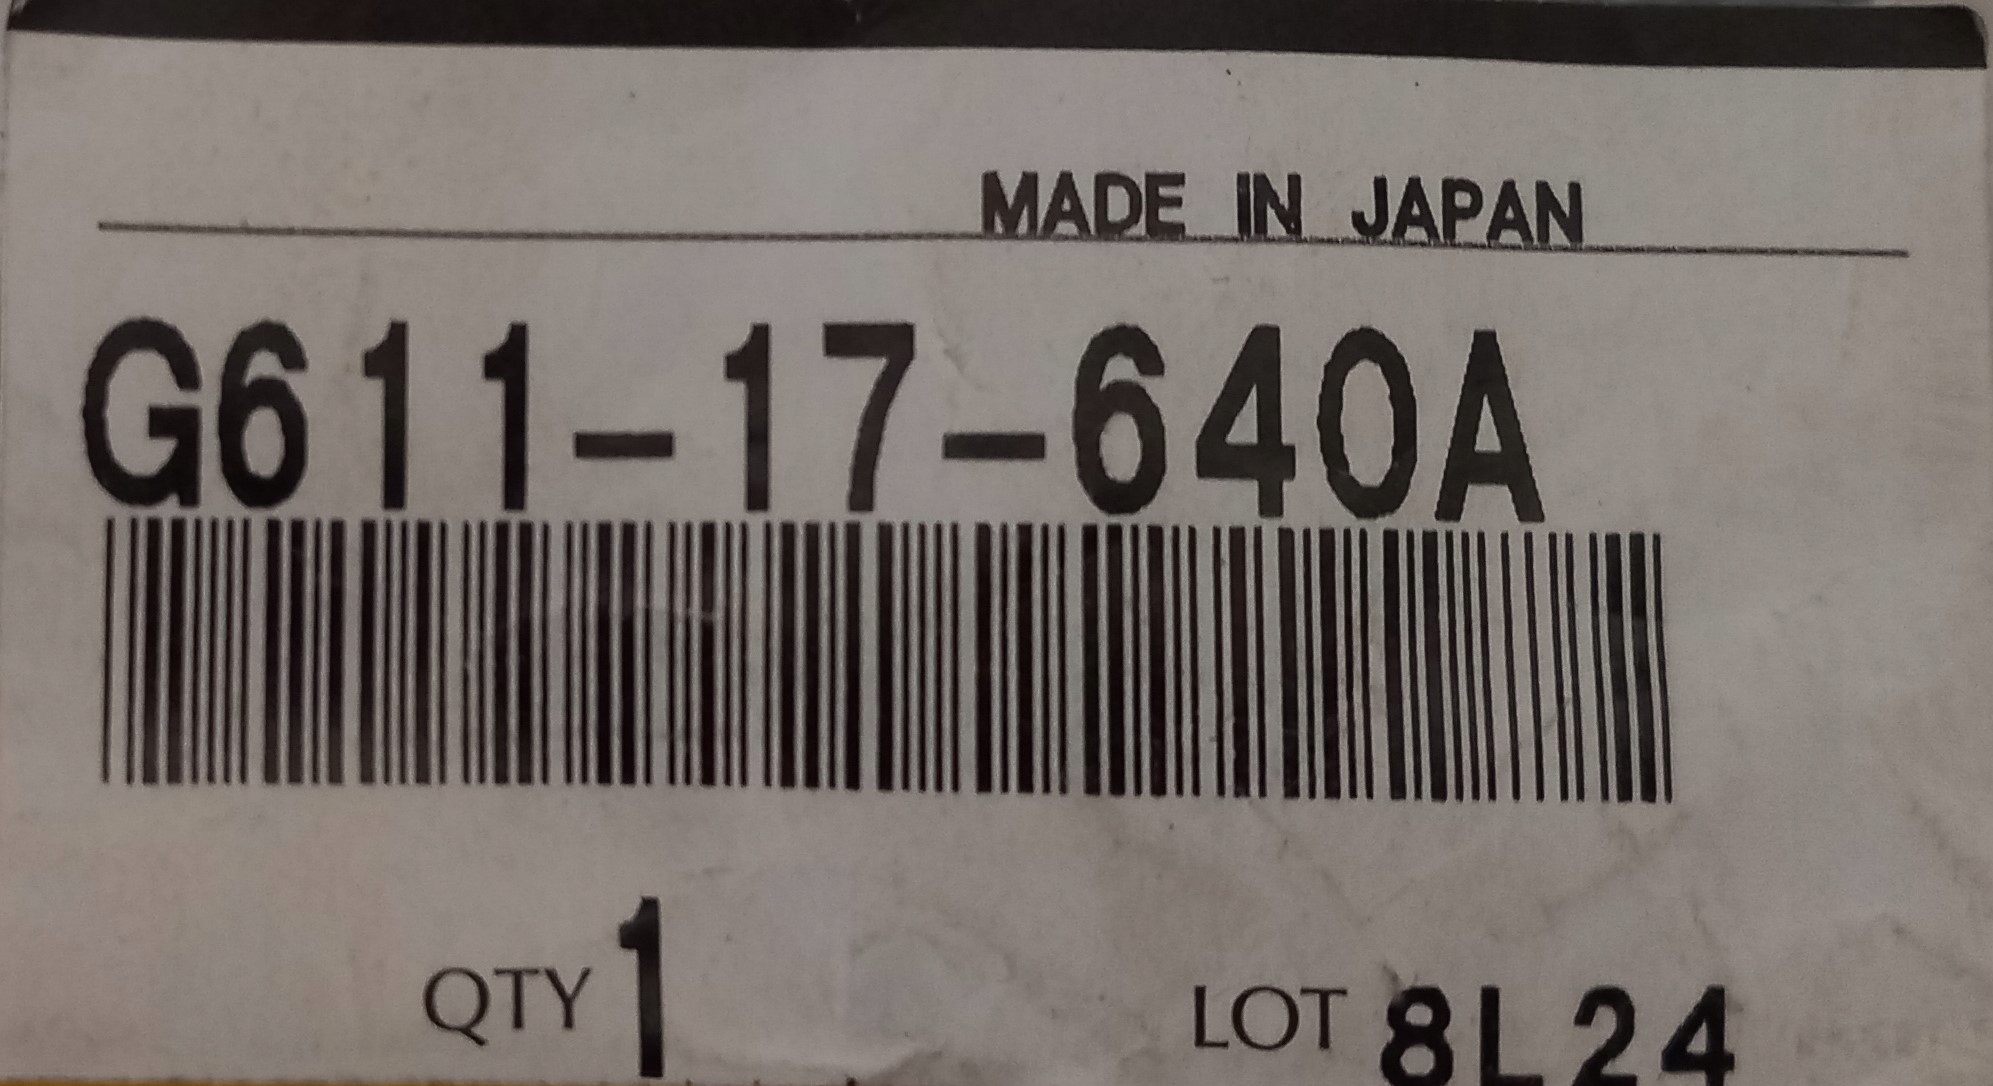 MADE IN JAPAN
G611-17-640A
QTY 1 LOT 8L24